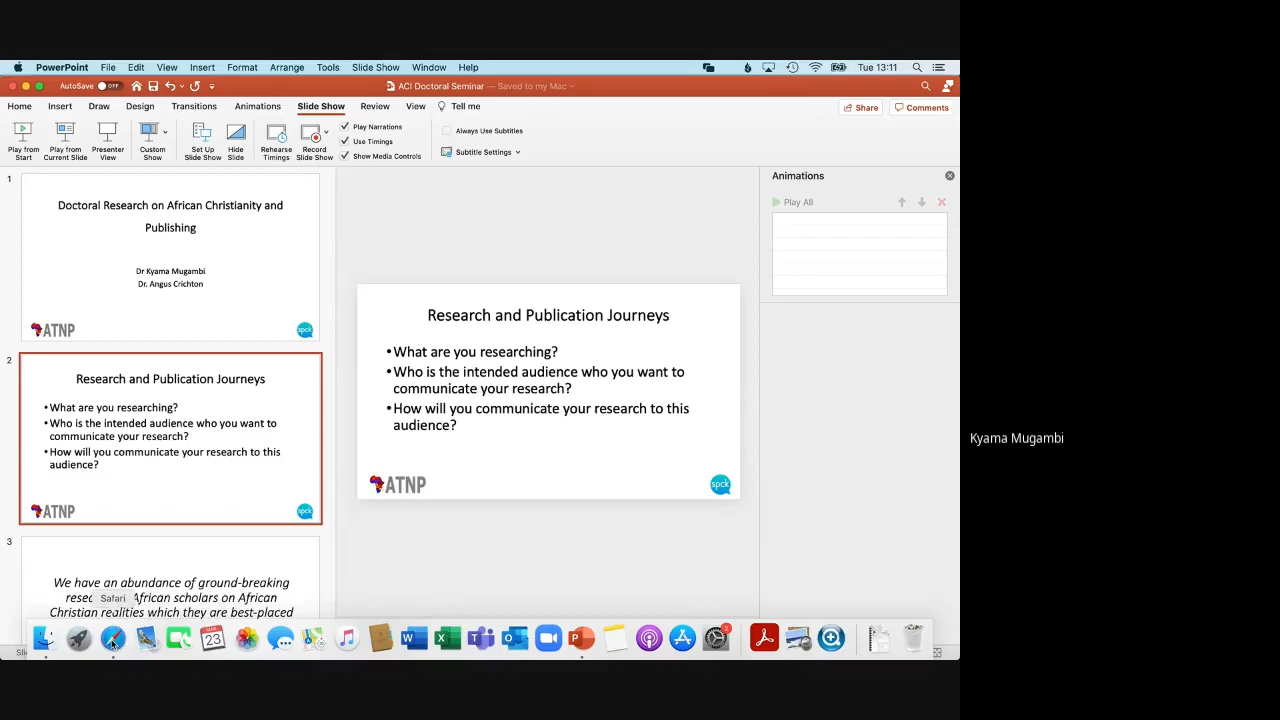 PowerPoint File Edit View Insert Format Arrange Tools Slide Show Window Help Tue 13:11
AutoSave OFF ACI Doctoral Seminar — Saved to my Mac
Home Insert Draw Design Transitions Animations Slide Show Review View Tell me Share Comments
Play from Start
Play from Current Slide
Presenter View
Custom Show
Set Up Slide Show
Hide Slide
Rehearse Timings
Record Slide Show
Play Narrations
Use Timings
Show Media Controls
Always Use Subtitles
Subtitle Settings
1
Doctoral Research on African Christianity and
Publishing
Dr Kyama Mugambi
Dr. Angus Crichton
ATNP spck
2
Research and Publication Journeys
•What are you researching?
•Who is the intended audience who you want to
communicate your research?
•How will you communicate your research to this
audience?
ATNP spck
3
We have an abundance of ground-breaking
African scholars on African
Christian realities which they are best-placed
Safari
Research and Publication Journeys
•What are you researching?
•Who is the intended audience who you want to
communicate your research?
•How will you communicate your research to this
audience?
ATNP spck
Animations
Play All
Kyama Mugambi
MAR
23